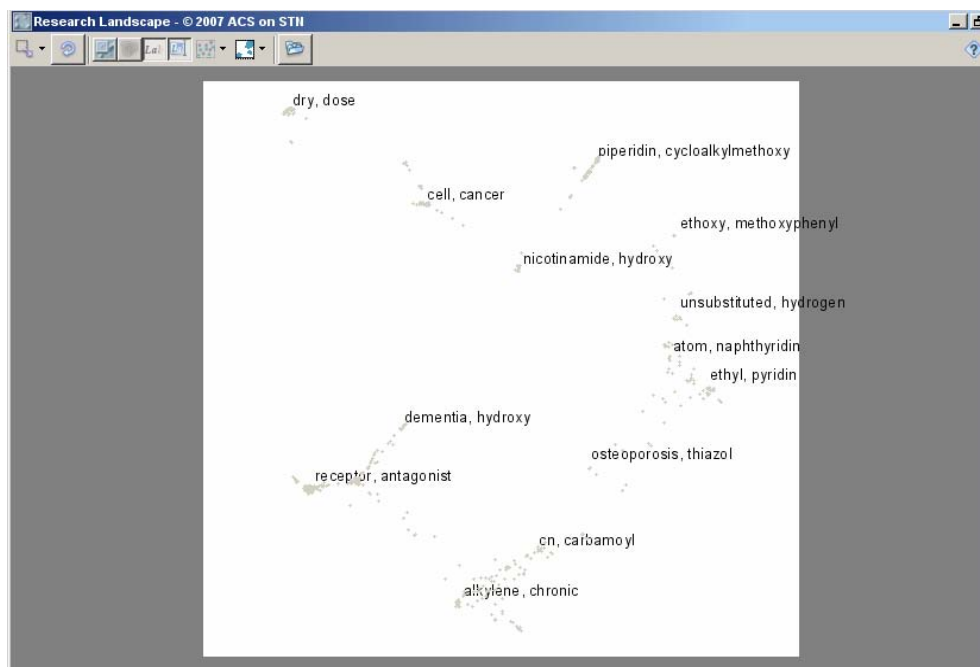 Research Landscape - © 2007 ACS on STN
Lal
dry, dose
piperidin, cycloalkylmethoxy
cell, cancer
ethoxy, methoxyphenyl
nicotinamide, hydroxy
unsubstituted, hydrogen
atom, naphthyridin
ethyl, pyridin
dementia, hydroxy
osteoporosis, thiazol
receptor, antagonist
cn, carbamoyl
alkylene, chronic